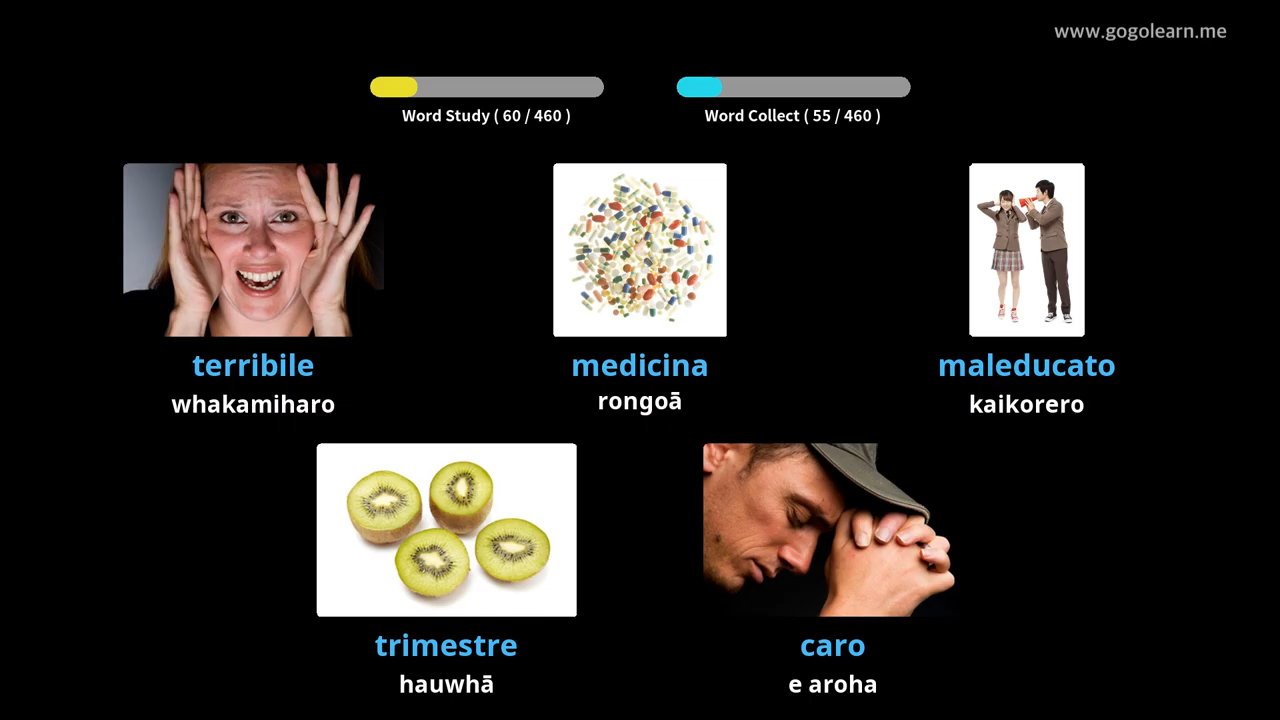 www.gogolearn.me
Word Study ( 60 / 460 )
Word Collect ( 55 / 460 )
terribile
whakamiharo
medicina
rongoā
maleducato
kaikorero
trimestre
hauwhā
caro
e aroha